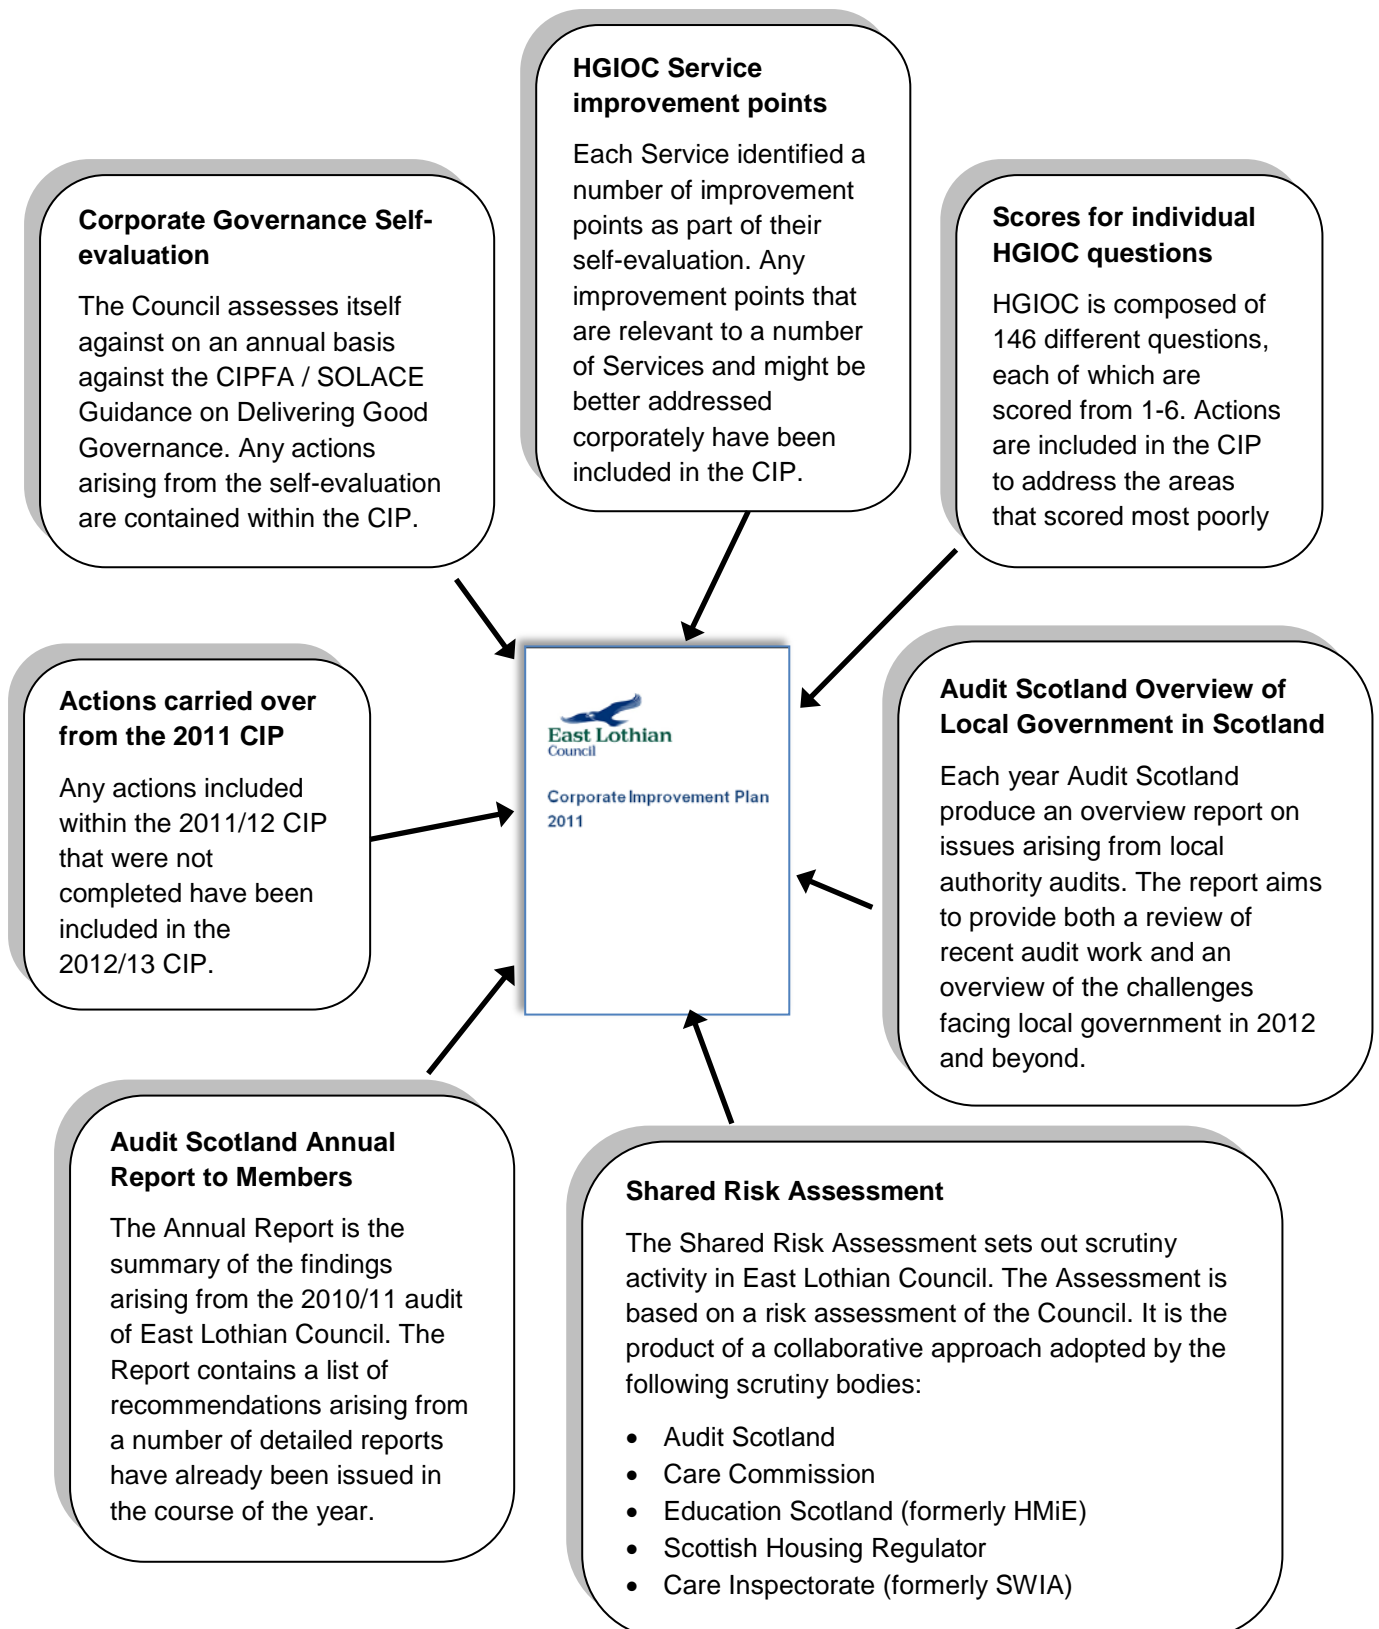 HGIOC Service
improvement points
Each Service identified a
number of improvement
points as part of their
self-evaluation. Any
improvement points that
are relevant to a number
of Services and might be
better addressed
corporately have been
included in the CIP.
Corporate Governance Self-
evaluation
The Council assesses itself
against on an annual basis
against the CIPFA / SOLACE
Guidance on Delivering Good
Governance. Any actions
arising from the self-evaluation
are contained within the CIP.
Scores for individual
HGIOC questions
HGIOC is composed of
146 different questions,
each of which are
scored from 1-6. Actions
are included in the CIP
to address the areas
that scored most poorly
Actions carried over
from the 2011 CIP
Any actions included
within the 2011/12 CIP
that were not
completed have been
included in the
2012/13 CIP.
East Lothian
Council
Corporate Improvement Plan
2011
Audit Scotland Overview of
Local Government in Scotland
Each year Audit Scotland
produce an overview report on
issues arising from local
authority audits. The report aims
to provide both a review of
recent audit work and an
overview of the challenges
facing local government in 2012
and beyond.
Audit Scotland Annual
Report to Members
The Annual Report is the
summary of the findings
arising from the 2010/11 audit
of East Lothian Council. The
Report contains a list of
recommendations arising from
a number of detailed reports
have already been issued in
the course of the year.
Shared Risk Assessment
The Shared Risk Assessment sets out scrutiny
activity in East Lothian Council. The Assessment is
based on a risk assessment of the Council. It is the
product of a collaborative approach adopted by the
following scrutiny bodies:
• Audit Scotland
• Care Commission
• Education Scotland (formerly HMiE)
• Scottish Housing Regulator
• Care Inspectorate (formerly SWIA)